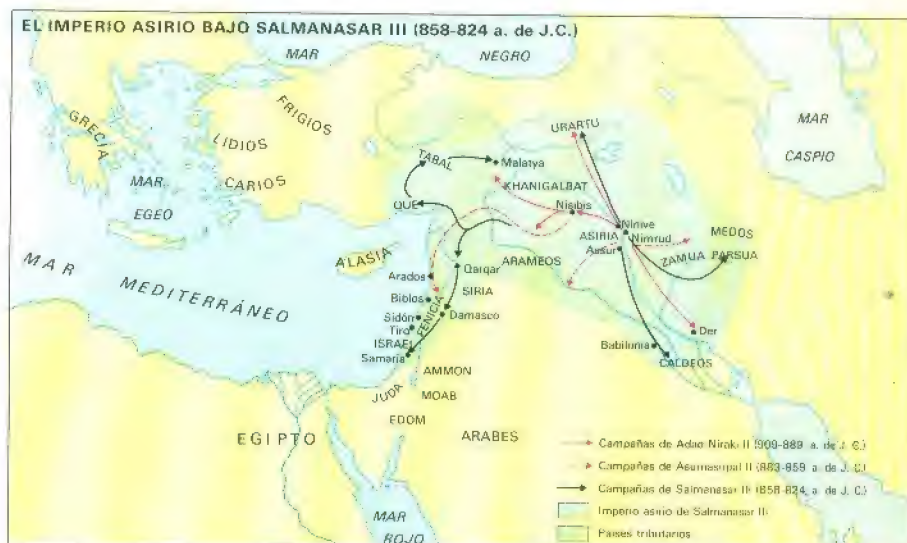 EL IMPERIO ASIRIO BAJO SALMANASAR III (858-824 a. de J.C.)
MAR
NEGRO
MAR
CASPIO
GRECIA
LIDIOS
FRIGIOS
CARIOS
MAR
EGEO
TABAL
Malatya
URARTU
KHANIGALBAT
QUE
Nisibis
Ninive
Nimrud
ASIRIA
Assur
MEDOS
ZAMUA
PARSUA
ALASIA
Qarqar
ARAMEOS
MAR
MEDITERRÁNEO
Arados
SIRIA
Biblos
FENICIA
Damasco
Sidón
Tiro
ISRAEL
Samaria
Der
Babilonia
CALDEOS
AMMON
JUDA
MOAB
EDOM
EGIPTO
ARABES
MAR
ROJO
Campañas de Adad Nirari II (909-889 a. de J. C.)
Campañas de Asurnasirpal II (883-859 a. de J. C.)
Campañas de Salmanasar III (858-824, a. de J. C.)
Imperio asirio de Salmanasar III
Países tributarios